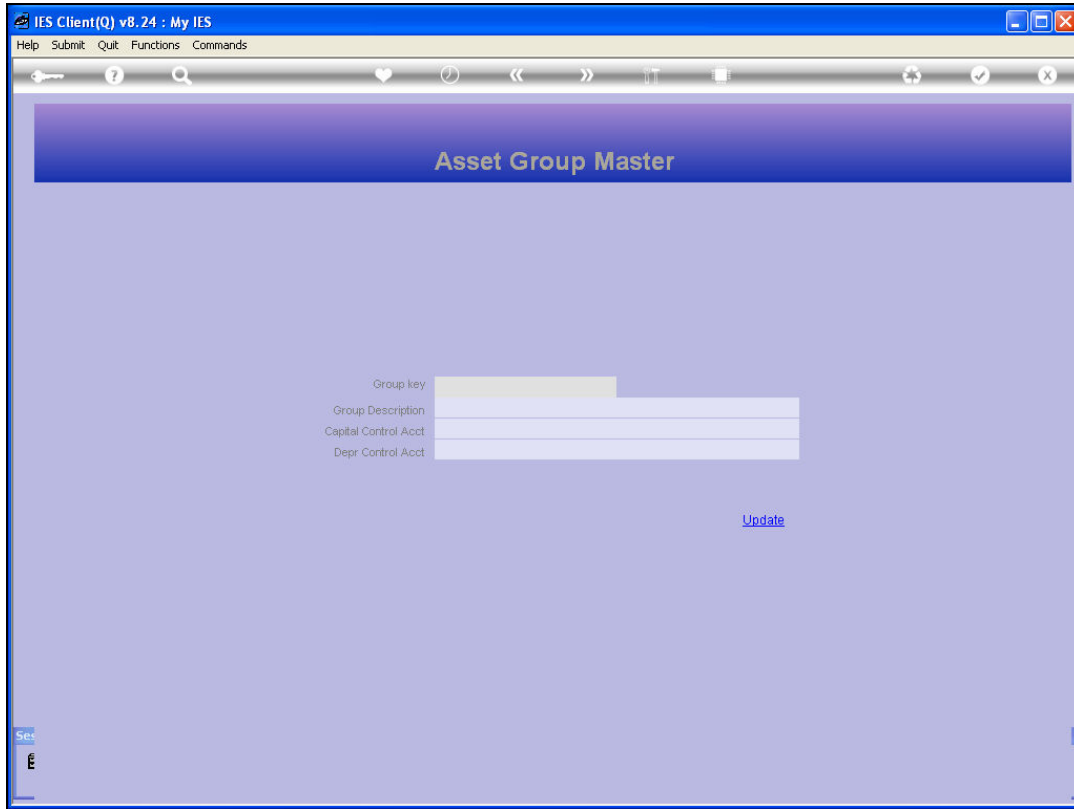 IES Client(Q) v8.24 : My IES
Help Submit Quit Functions Commands
Asset Group Master
Group key
Group Description
Capital Control Acct
Depr Control Acct
Update